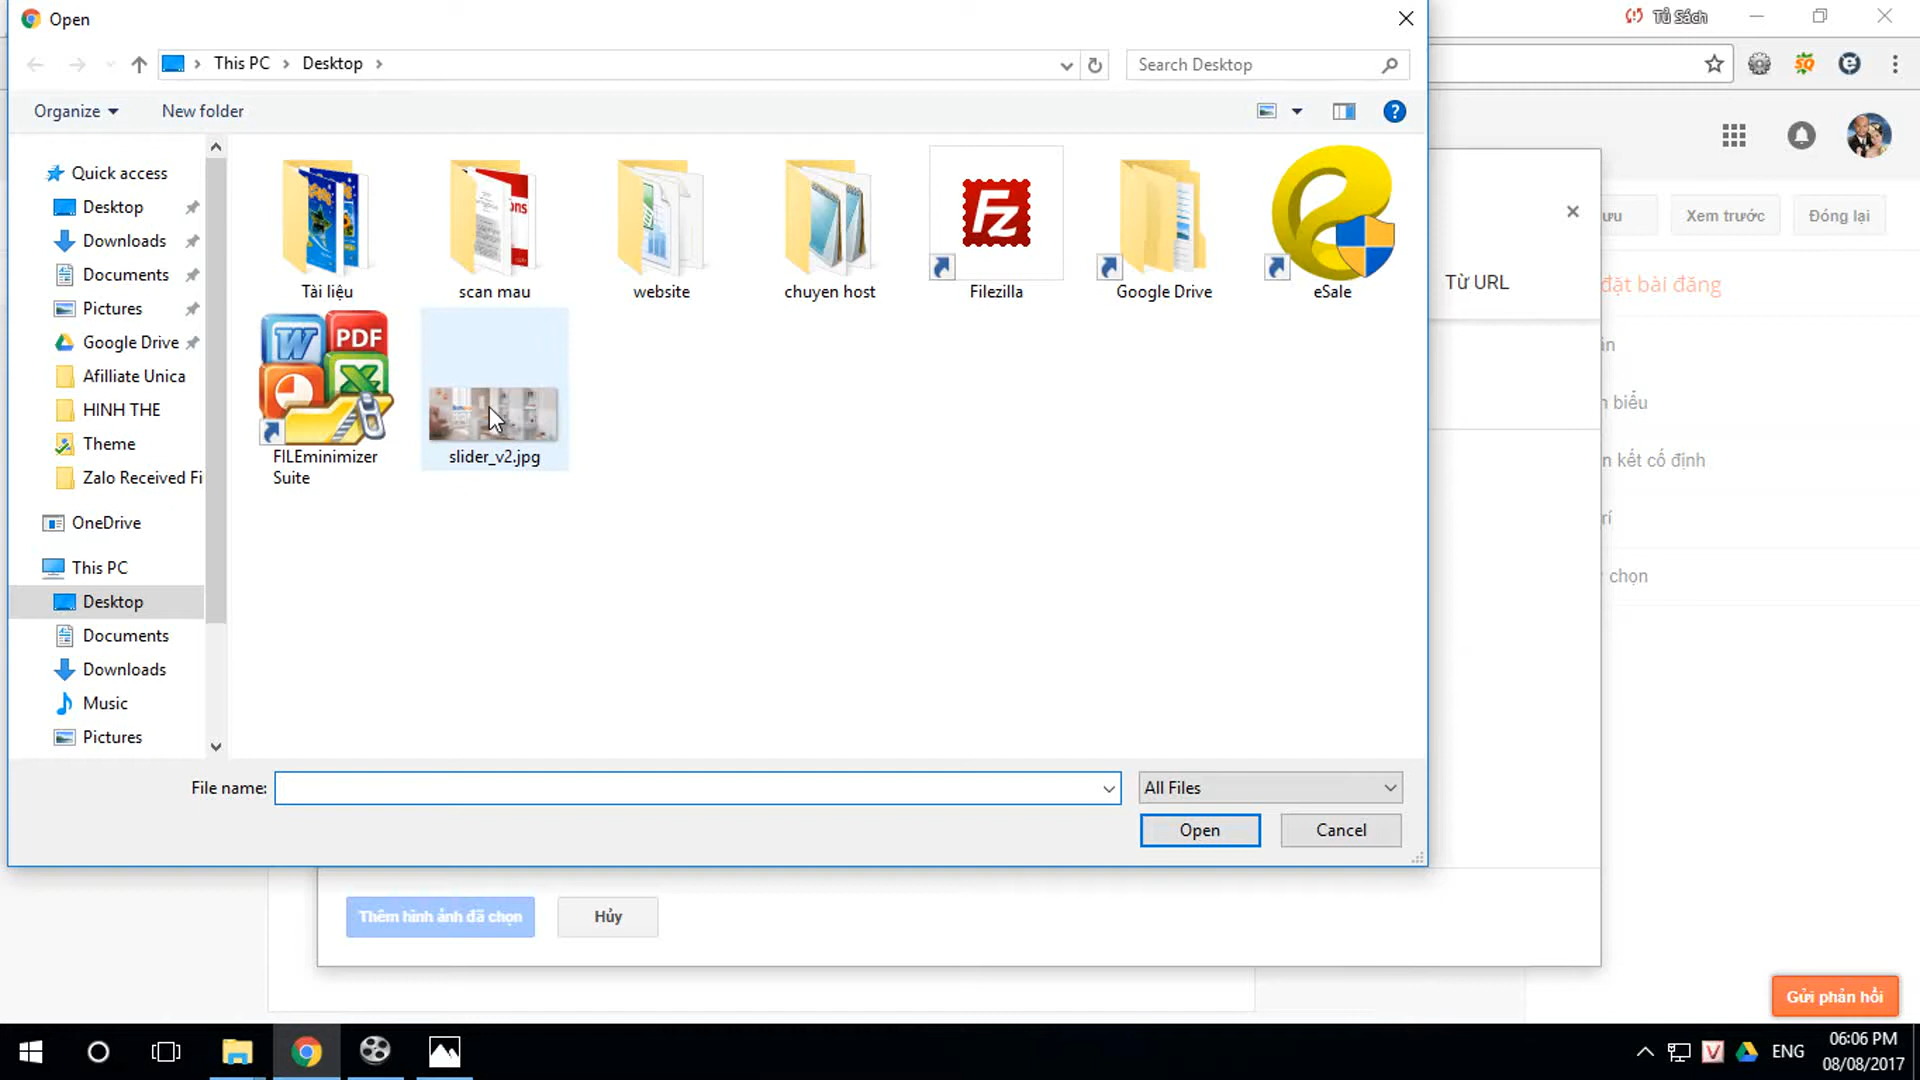 Open
Tủ Sách
This PC
Desktop
Search Desktop
Organize
New folder
Quick access
Desktop
Downloads
Documents
Pictures
Google Drive
Afilliate Unica
HINH THE
Theme
Zalo Received Fi
OneDrive
This PC
Desktop
Documents
Downloads
Music
Pictures
Tài liệu
scan mau
website
chuyen host
Filezilla
Google Drive
eSale
FILEminimizer
Suite
slider_v2.jpg
PDF
File name:
All Files
Open
Cancel
Xem trước
Đóng lại
Từ URL
đặt bài đăng
biểu
kết cố định
chọn
Thêm hình ảnh đã chọn
Hủy
Gửi phản hồi
ENG
06:06 PM
08/08/2017